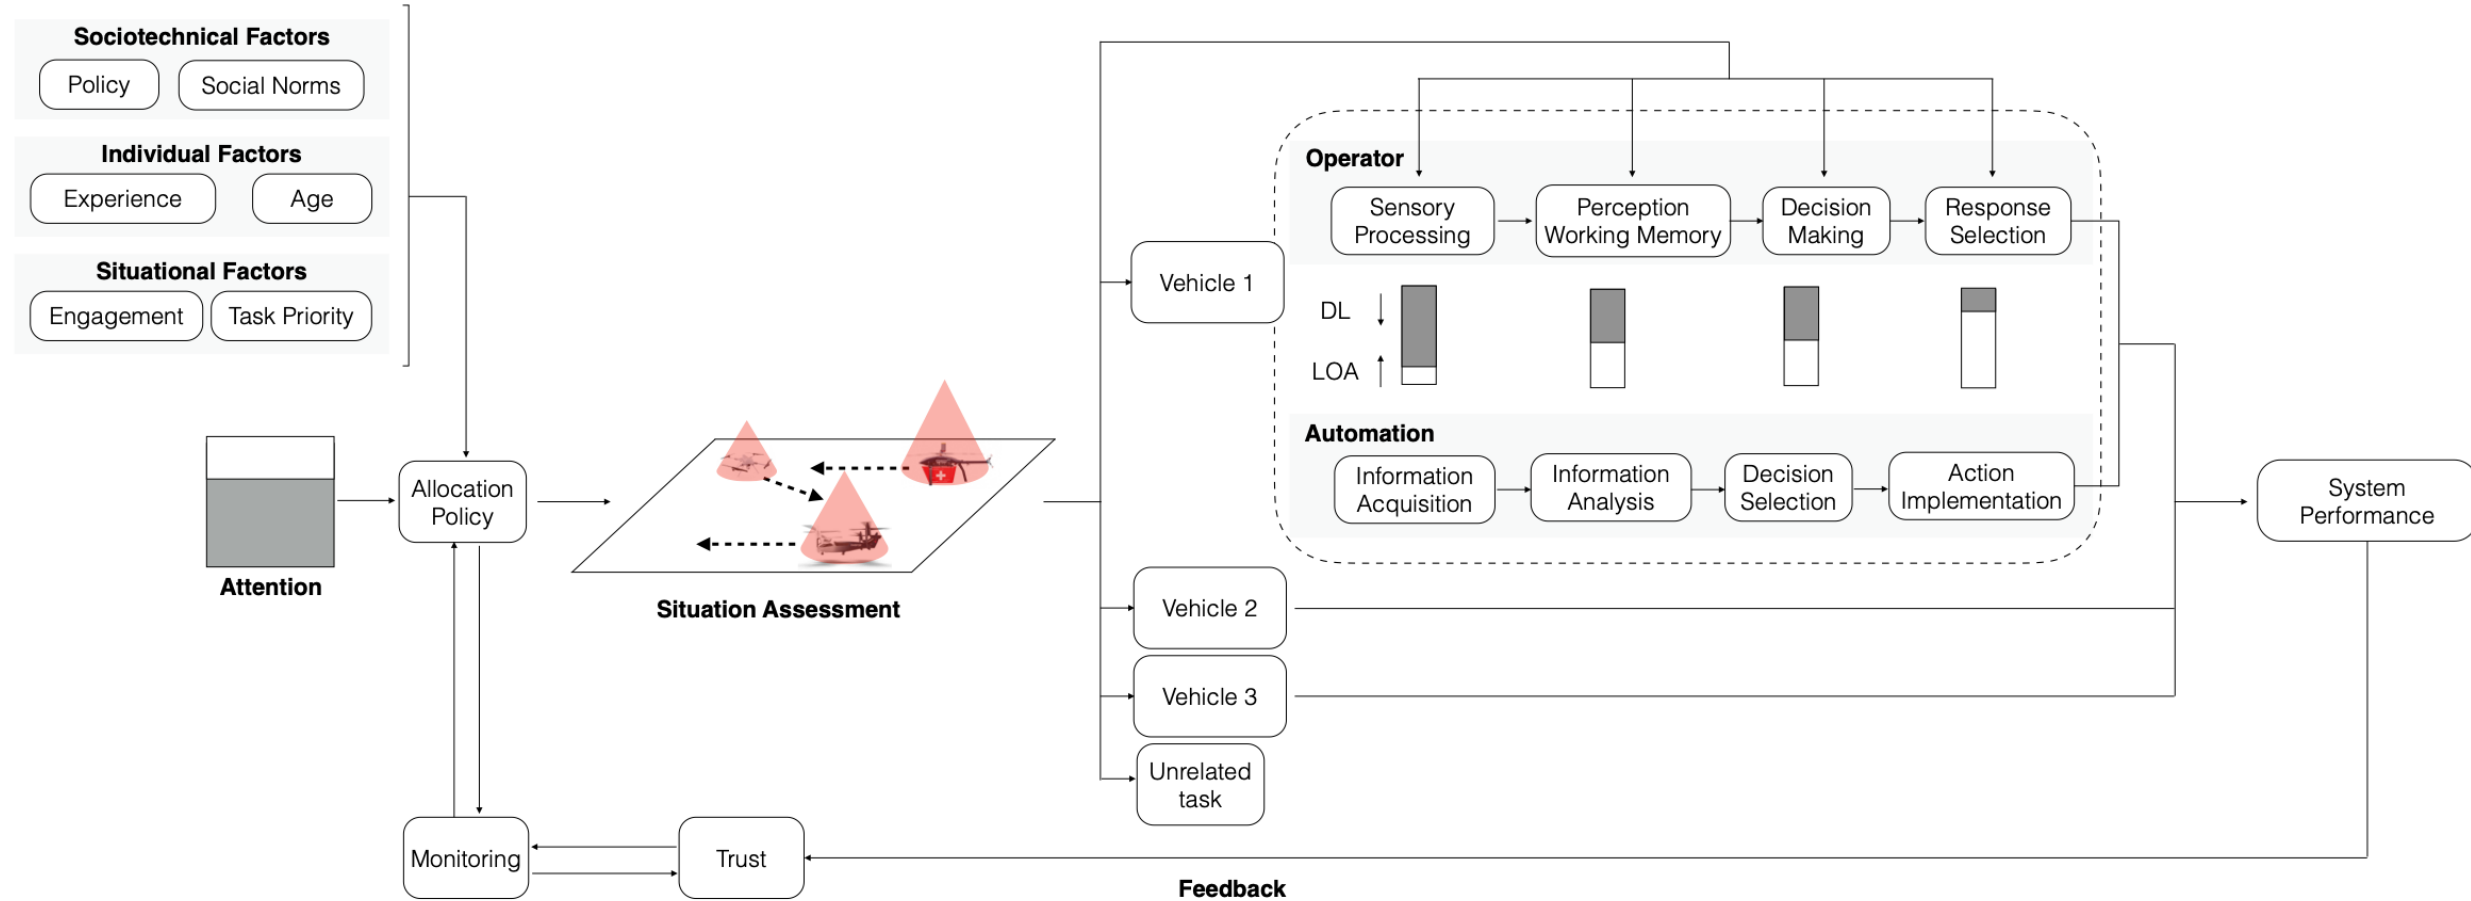 Sociotechnical Factors
Policy
Social Norms
Individual Factors
Experience
Age
Situational Factors
Engagement
Task Priority
Attention
Allocation
Policy
Situation Assessment
Monitoring
Trust
Feedback
Vehicle 1
Vehicle 2
Vehicle 3
Unrelated
task
Operator
Sensory
Processing
Perception
Working Memory
Decision
Making
Response
Selection
DL
LOA
Automation
Information
Acquisition
Information
Analysis
Decision
Selection
Action
Implementation
System
Performance